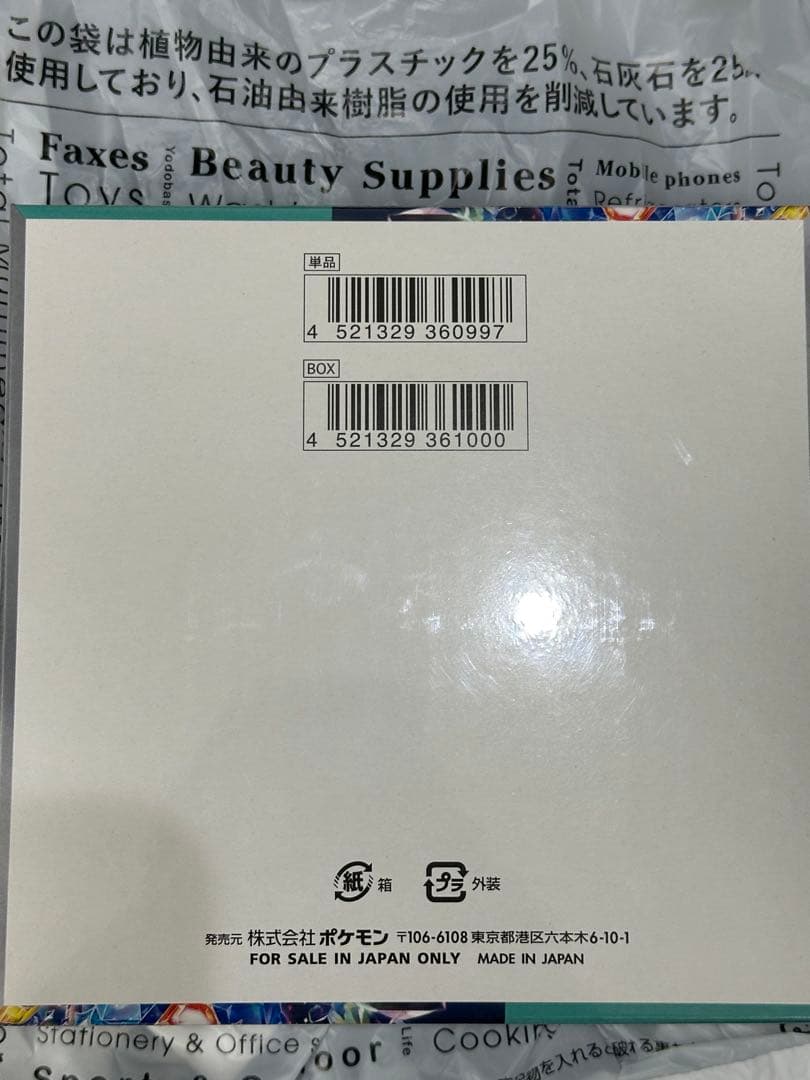 この袋は植物由来のプラスチックを25%、石灰石を25%
使用しており、石油由来樹脂の使用を削減しています。
Faxes
Beauty Supplies
Mobile phones
Toys
単品
4 521329 360997
BOX
4 521329 361000
紙 箱
プラ 外装
発売元 株式会社ポケモン 〒106-6108 東京都港区六本木6-10-1
FOR SALE IN JAPAN ONLY MADE IN JAPAN
Stationery & Office
Life